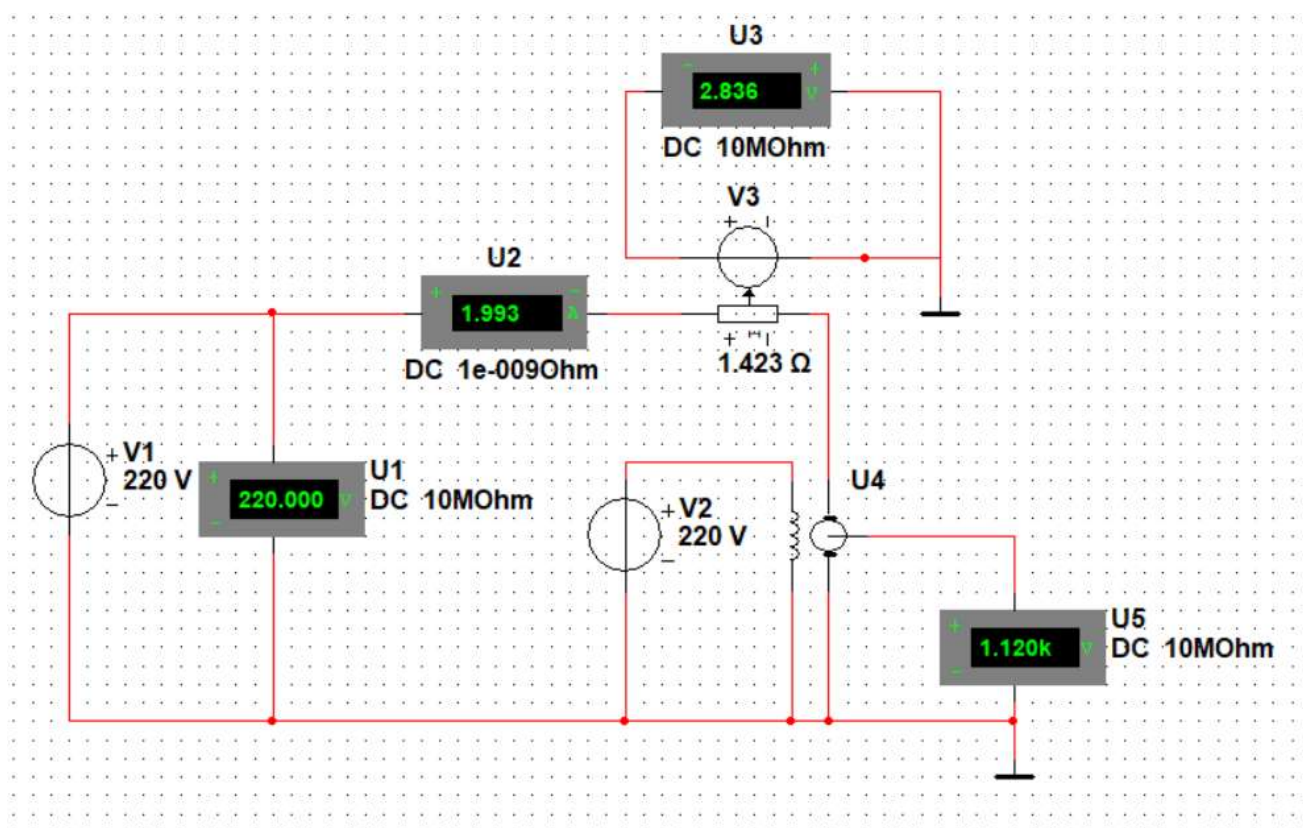 U3
2.836 V
DC 10MOhm
V3
U2
1.993 A
DC 1e-009Ohm
1.423 Ω
V1
220 V
U1
220.000 V
DC 10MOhm
V2
220 V
U4
U5
1.120k V
DC 10MOhm